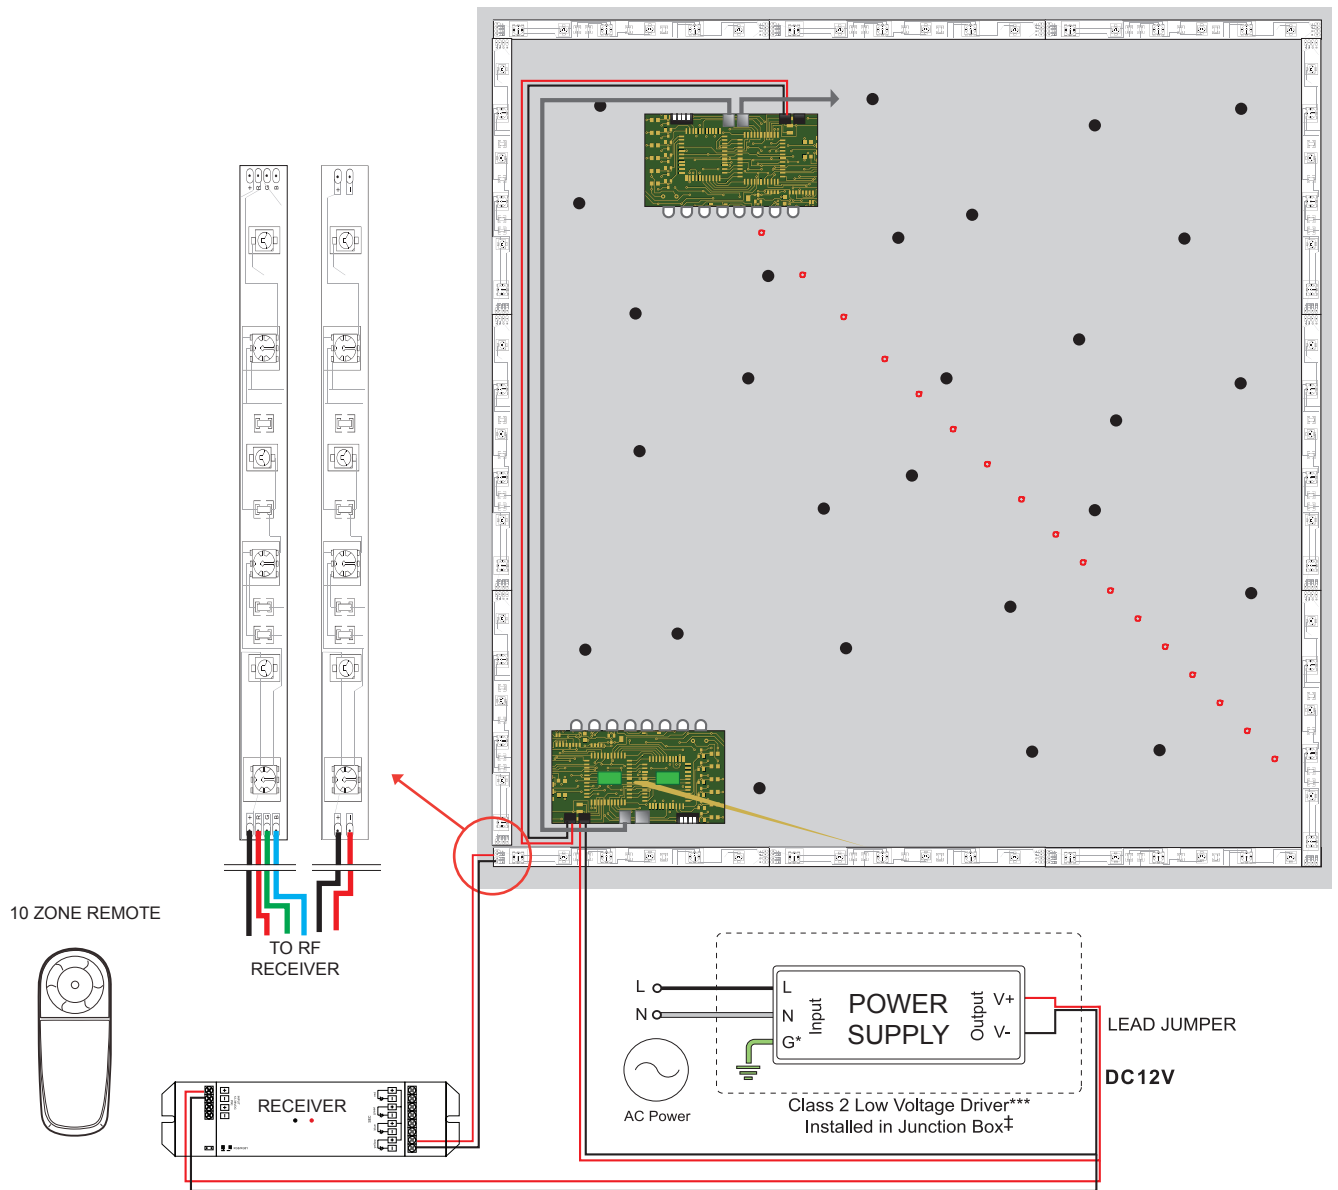 10 ZONE REMOTE
TO RF
RECEIVER
RECEIVER
L
N
AC Power
L
N
G*
Input
POWER
SUPPLY
Output
V+
V-
LEAD JUMPER
DC12V
Class 2 Low Voltage Driver***
Installed in Junction Box‡